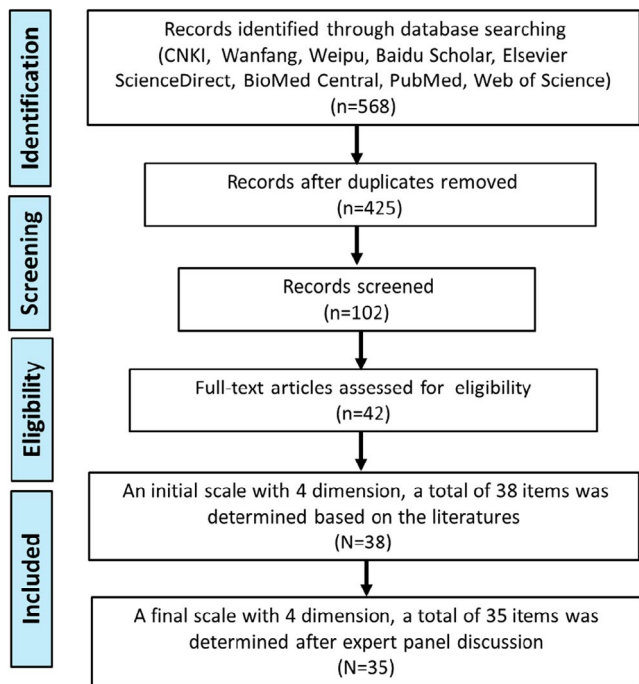 Identification
Records identified through database searching
(CNKI, Wanfang, Weipu, Baidu Scholar, Elsevier
ScienceDirect, BioMed Central, PubMed, Web of Science)
(n=568)
Records after duplicates removed
(n=425)
Screening
Records screened
(n=102)
Eligibility
Full-text articles assessed for eligibility
(n=42)
Included
An initial scale with 4 dimension, a total of 38 items was
determined based on the literatures
(N=38)
A final scale with 4 dimension, a total of 35 items was
determined after expert panel discussion
(N=35)